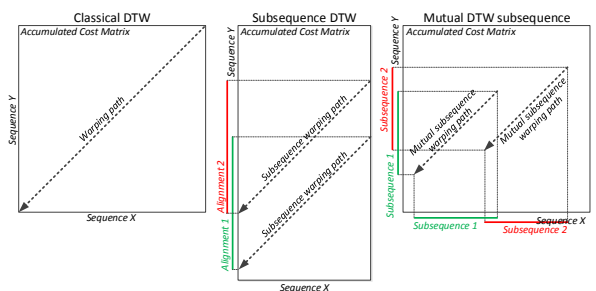 Classical DTW
Accumulated Cost Matrix
Sequence Y
Warping path
Sequence X
Subsequence DTW
Accumulated Cost Matrix
Sequence Y
Subsequence warping path
Subsequence warping path
Alignment 2
Alignment 1
Sequence X
Mutual DTW subsequence
Accumulated Cost Matrix
Sequence Y
Subsequence 2
Subsequence 1
Mutual subsequence
warping path
Mutual subsequence
warping path
Sequence X
Subsequence 1
Subsequence 2